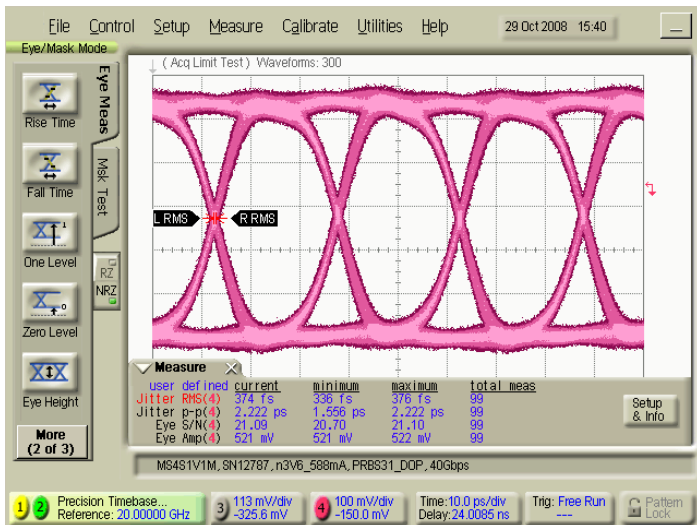 File Control Setup Measure Calibrate Utilities Help 29 Oct 2008 15:40
Eye/Mask Mode
( Acq Limit Test ) Waveforms: 300
Eye Meas
Msk Test
Rise Time
Fall Time
One Level
RZ
NRZ
Zero Level
Eye Height
More
(2 of 3)
L RMS R RMS
Measure
user defined current minimum maximum total meas
Jitter RMS(4) 374 fs 336 fs 376 fs 99
Jitter p-p(4) 2.222 ps 1.556 ps 2.222 ps 99
Eye S/N(4) 21.09 20.70 21.10 99
Eye Amp(4) 521 mV 521 mV 522 mV 99
Setup
& Info
MS4S1V1M, SN12787, n3V6_588mA, PRBS31_DOP, 40Gbps
1 2 Precision Timebase...
Reference: 20.00000 GHz
3 113 mV/div
-325.6 mV
4 100 mV/div
-150.0 mV
Time:10.0 ps/div
Delay:24.0085 ns
Trig: Free Run
---
Pattern
Lock